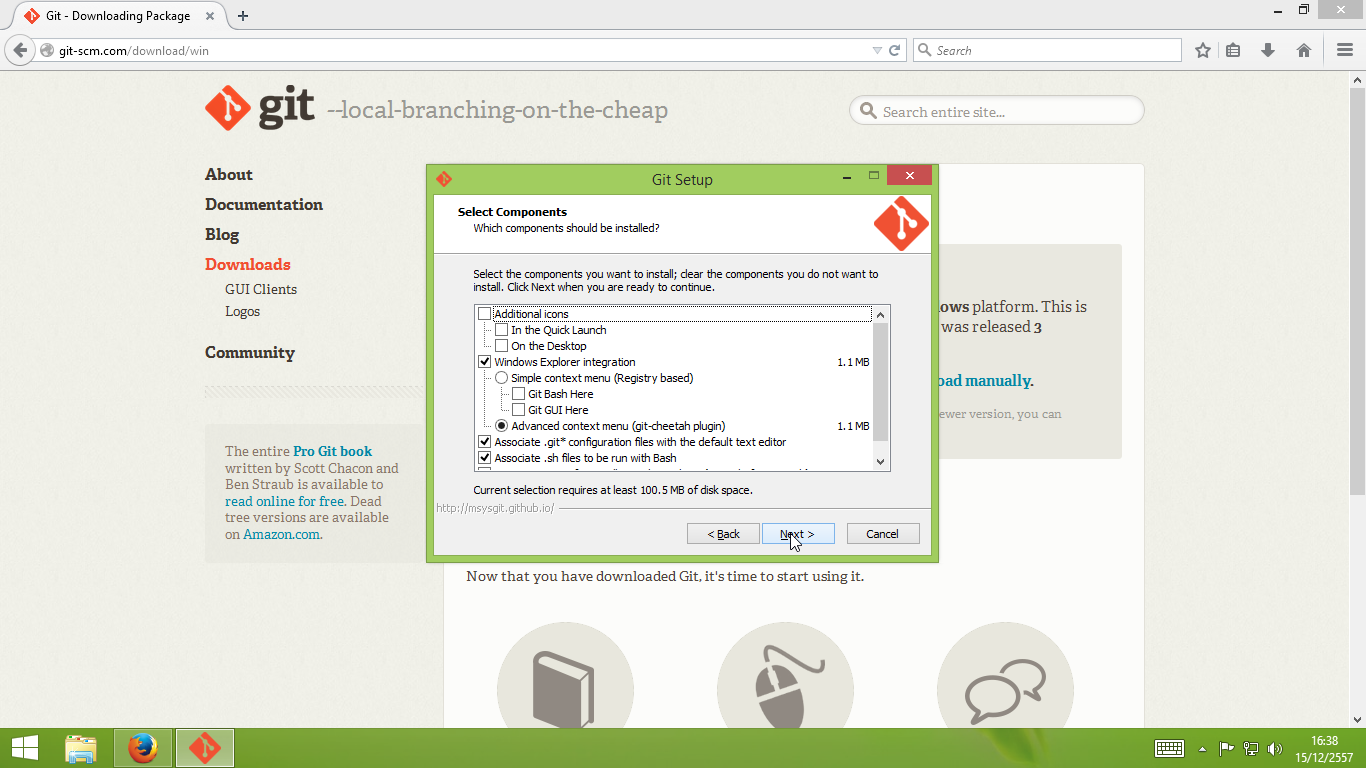 Git - Downloading Package
git-scm.com/download/win
Search
git --local-branching-on-the-cheap
Search entire site...
About
Documentation
Blog
Downloads
GUI Clients
Logos
Community
The entire Pro Git book
written by Scott Chacon and
Ben Straub is available to
read online for free. Dead
tree versions are available
on Amazon.com.
Git Setup
Select Components
Which components should be installed?
Select the components you want to install; clear the components you do not want to
install. Click Next when you are ready to continue.
Additional icons
In the Quick Launch
On the Desktop
Windows Explorer integration 1.1 MB
Simple context menu (Registry based)
Git Bash Here
Git GUI Here
Advanced context menu (git-cheetah plugin) 1.1 MB
Associate .git* configuration files with the default text editor
Associate .sh files to be run with Bash
Current selection requires at least 100.5 MB of disk space.
http://msysgit.github.io/
< Back
Next >
Cancel
ows platform. This is
was released 3
oad manually.
ewer version, you can
Now that you have downloaded Git, it's time to start using it.
16:38
15/12/2557